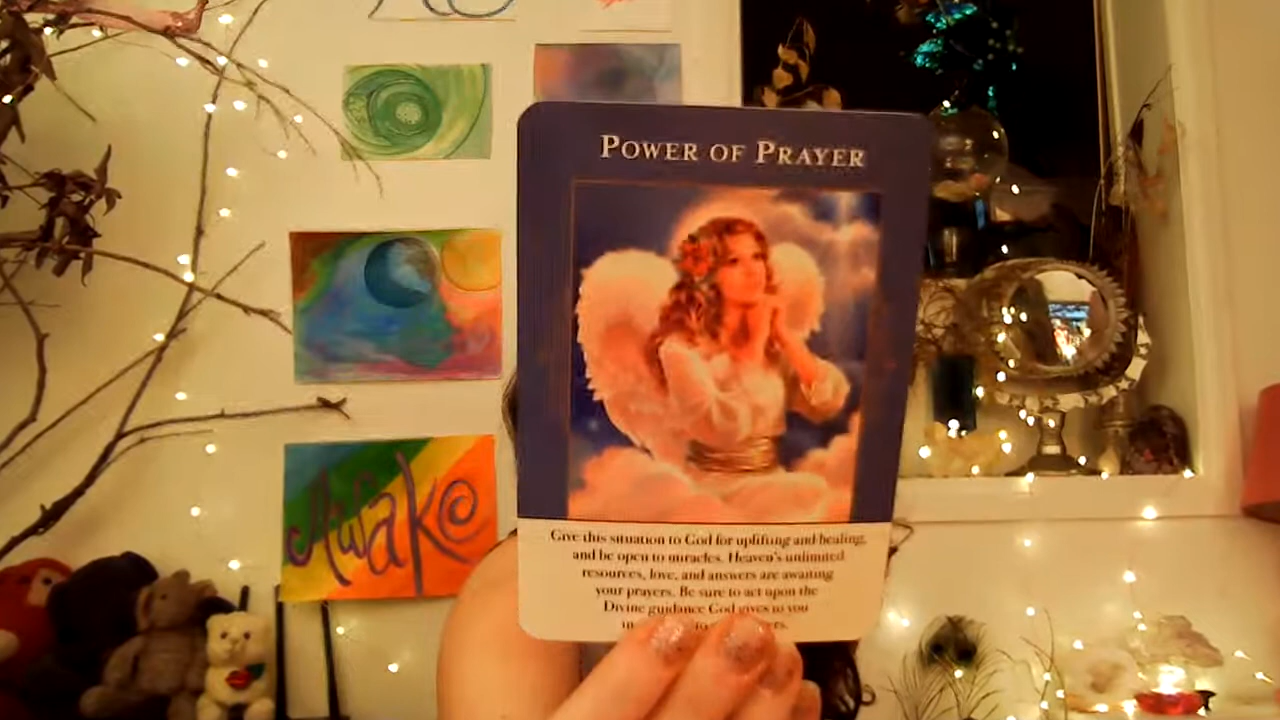 POWER OF PRAYER
Give this situation to God for uplifting and healing,
and be open to miracles. Heaven's unlimited
resources, love, and answers are awaiting
your prayers. Be sure to act upon the
Divine guidance God gives to you
in to
Awake